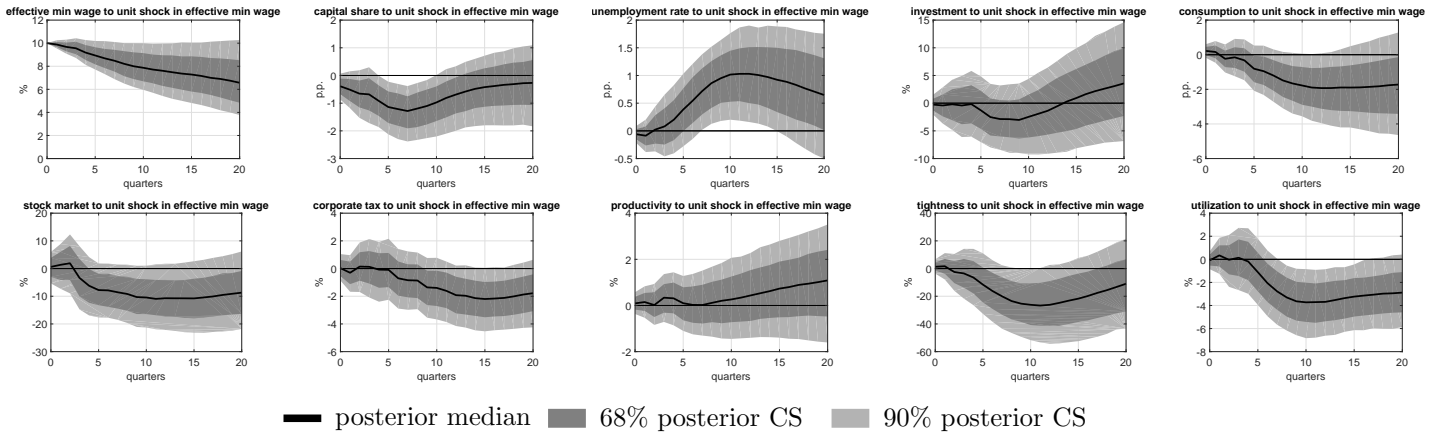 effective min wage to unit shock in effective min wage
12
10
8
6
4
2
0
%
0 5 10 15 20
quarters
capital share to unit shock in effective min wage
2
1
0
-1
-2
-3
p.p.
0 5 10 15 20
quarters
unemployment rate to unit shock in effective min wage
2
1.5
1
0.5
0
-0.5
p.p.
0 5 10 15 20
quarters
investment to unit shock in effective min wage
15
10
5
0
-5
-10
%
0 5 10 15 20
quarters
consumption to unit shock in effective min wage
2
0
-2
-4
-6
p.p.
0 5 10 15 20
quarters
stock market to unit shock in effective min wage
20
10
0
-10
-20
-30
%
0 5 10 15 20
quarters
corporate tax to unit shock in effective min wage
4
2
0
-2
-4
-6
%
0 5 10 15 20
quarters
productivity to unit shock in effective min wage
4
2
0
-2
%
0 5 10 15 20
quarters
tightness to unit shock in effective min wage
40
20
0
-20
-40
-60
%
0 5 10 15 20
quarters
utilization to unit shock in effective min wage
4
2
0
-2
-4
-6
-8
%
0 5 10 15 20
quarters
posterior median 68% posterior CS 90% posterior CS